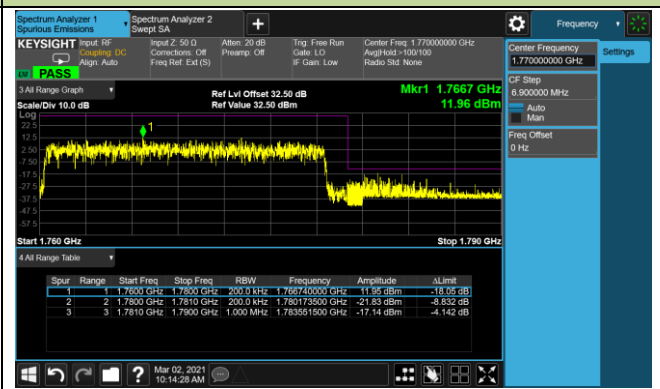 Spectrum Analyzer 1
Spurious Emissions
Spectrum Analyzer 2
Swept SA
+
Frequency
KEYSIGHT
Input: RF
Coupling: DC
Align: Auto
Input Z: 50 Ω
Corrections: Off
Freq Ref: Ext (S)
Atten: 20 dB
Preamp: Off
Trig: Free Run
Gate: LO
IF Gain: Low
Center Freq: 1.770000000 GHz
Avg|Hold:>100/100
Radio Std: None
LM PASS
Center Frequency
1.770000000 GHz
Settings
CF Step
6.900000 MHz
Auto
Man
Freq Offset
0 Hz
3 All Range Graph
Scale/Div 10.0 dB
Ref Lvl Offset 32.50 dB
Ref Value 32.50 dBm
Mkr1 1.7667 GHz
11.96 dBm
Log
22.5
12.5
2.50
-7.50
-17.5
-27.5
-37.5
-47.5
-57.5
1
Start 1.760 GHz
Stop 1.790 GHz
4 All Range Table
Spur Range Start Freq Stop Freq RBW Frequency Amplitude ΔLimit
1 1 1.7600 GHz 1.7800 GHz 200.0 kHz 1.766740000 GHz 11.95 dBm -18.05 dB
2 2 1.7800 GHz 1.7810 GHz 200.0 kHz 1.780173500 GHz -21.83 dBm -8.832 dB
3 3 1.7810 GHz 1.7900 GHz 1.000 MHz 1.783551500 GHz -17.14 dBm -4.142 dB
?
Mar 02, 2021
10:14:28 AM